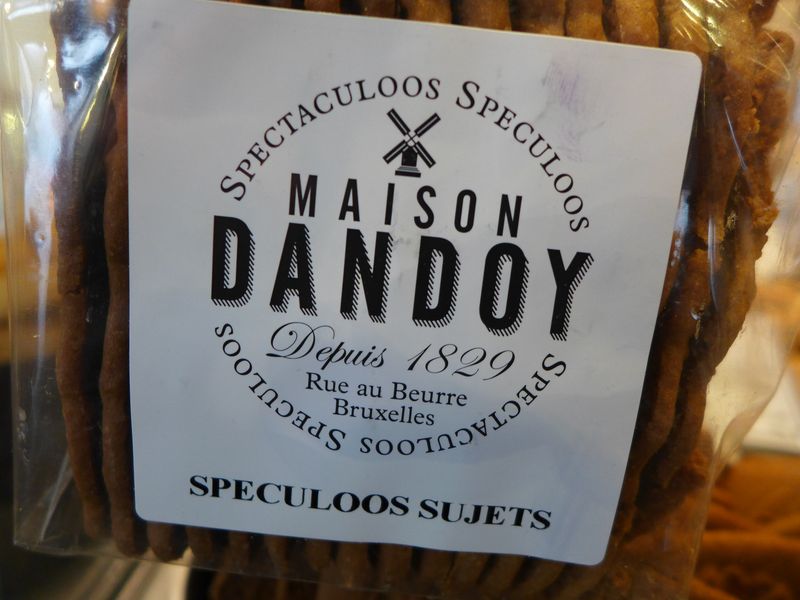 SPECTACULOOS SPECULOOS
MAISON
DANDOY
Depuis 1829
Rue au Beurre
Bruxelles
SPECTACULOOS SPECULOOS
SPECULOOS SUJETS